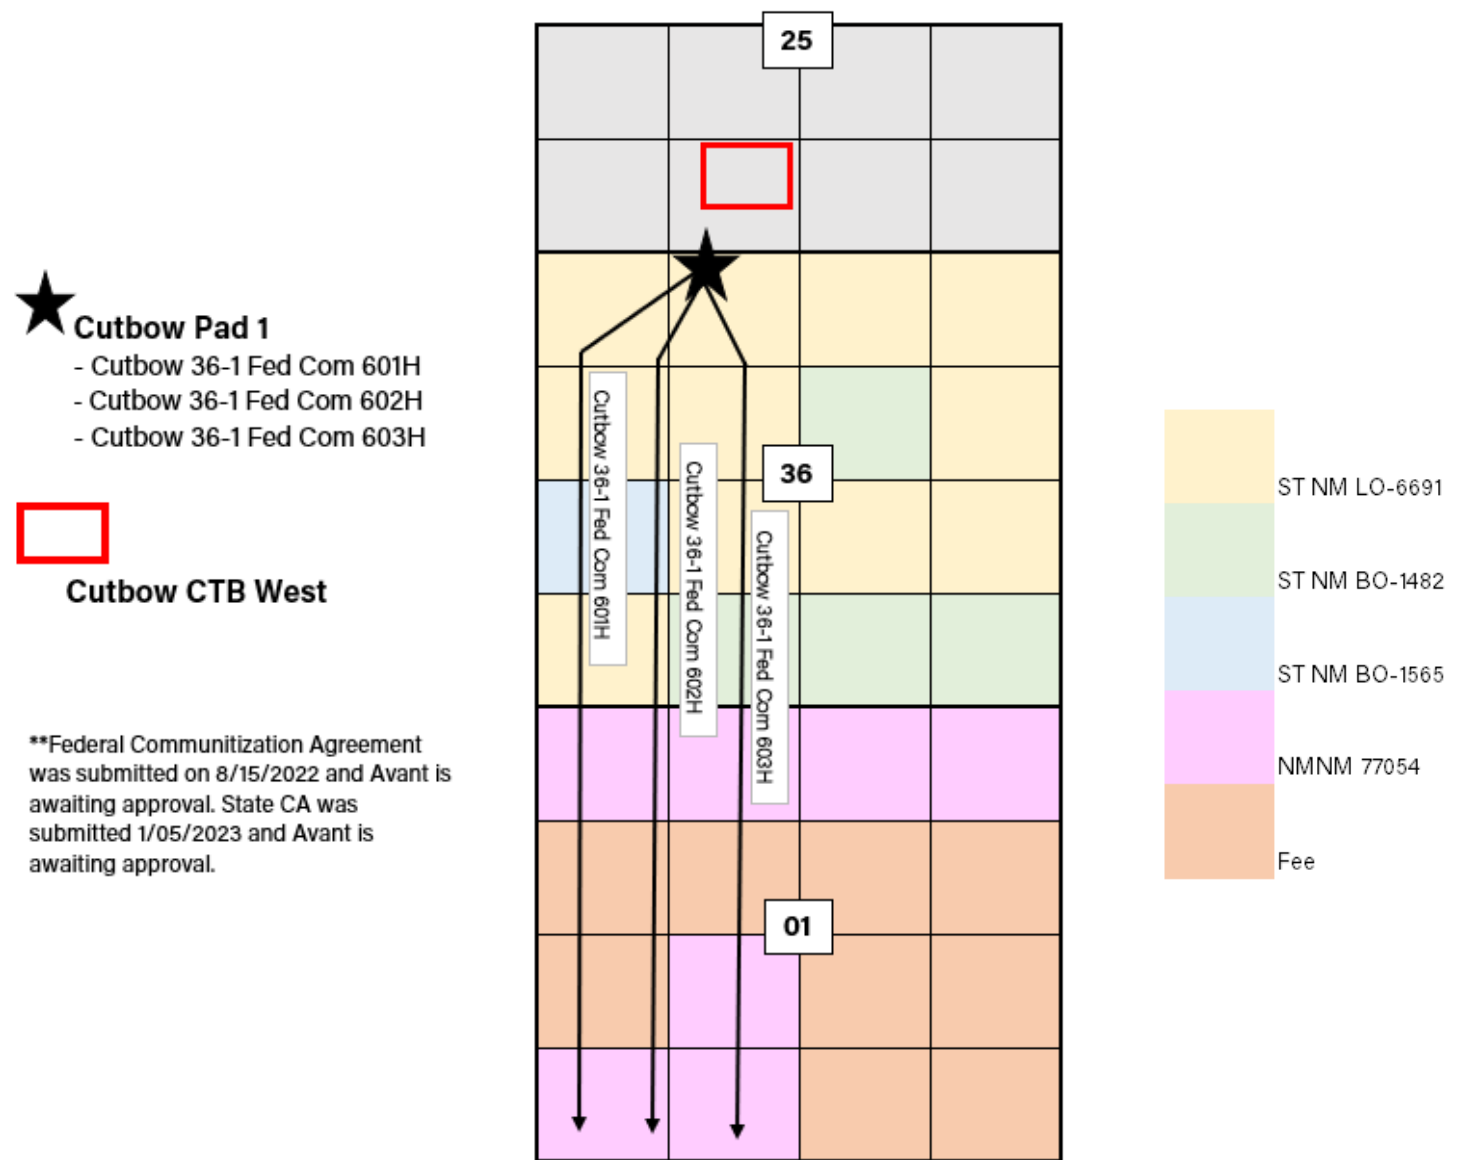 25
Cutbow Pad 1
- Cutbow 36-1 Fed Com 601H
- Cutbow 36-1 Fed Com 602H
- Cutbow 36-1 Fed Com 603H
Cutbow CTB West
**Federal Communitization Agreement
was submitted on 8/15/2022 and Avant is
awaiting approval. State CA was
submitted 1/05/2023 and Avant is
awaiting approval.
Cutbow 36-1 Fed Com 601H
Cutbow 36-1 Fed Com 602H
Cutbow 36-1 Fed Com 603H
36
01
ST NM LO-6691
ST NM BO-1482
ST NM BO-1565
NMNM 77054
Fee